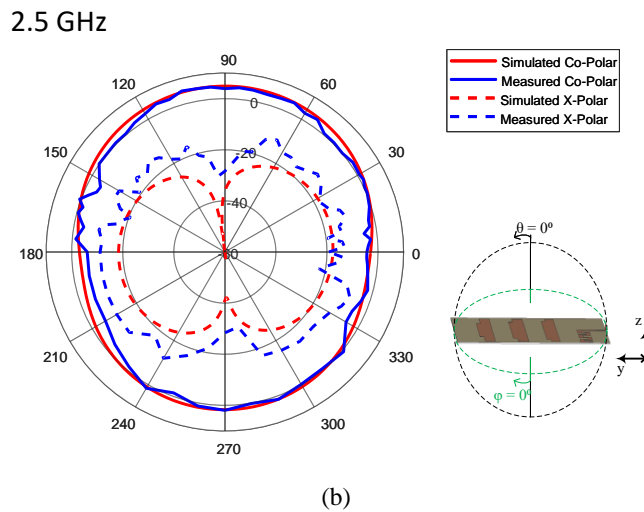 2.5 GHz
90
120
60
0
150
-20
30
-40
180
-60
0
210
330
240
300
270
Simulated Co-Polar
Measured Co-Polar
Simulated X-Polar
Measured X-Polar
θ = 0º
z
y
φ = 0º
(b)